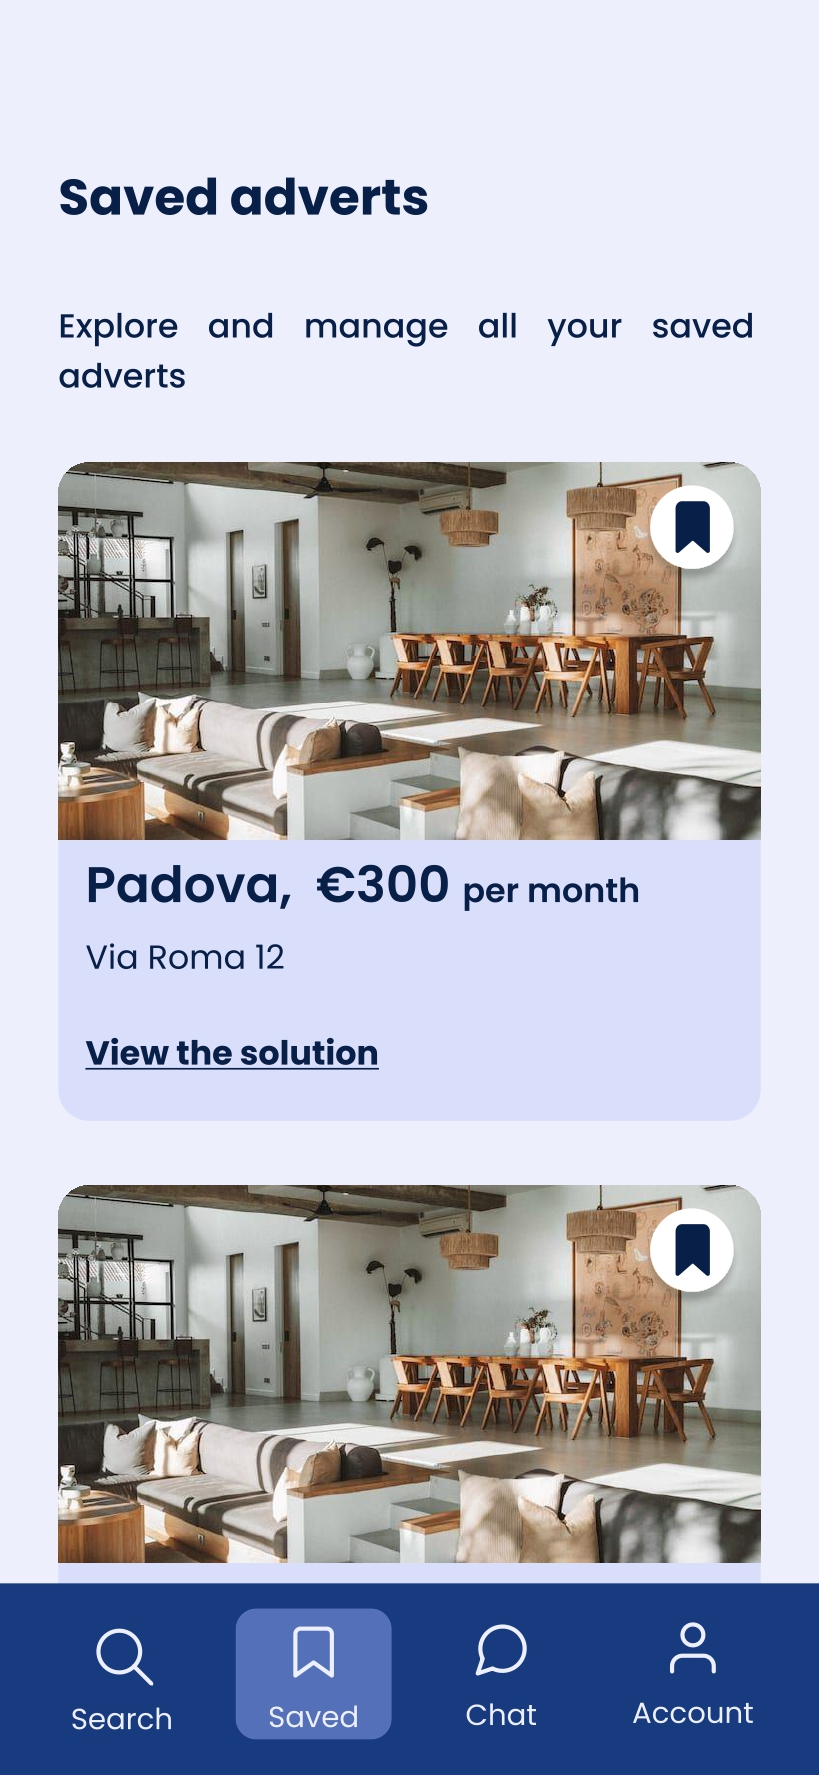 Saved adverts
Explore and manage all your saved
adverts
Padova, €300 per month
Via Roma 12
View the solution
Search
Saved
Chat
Account